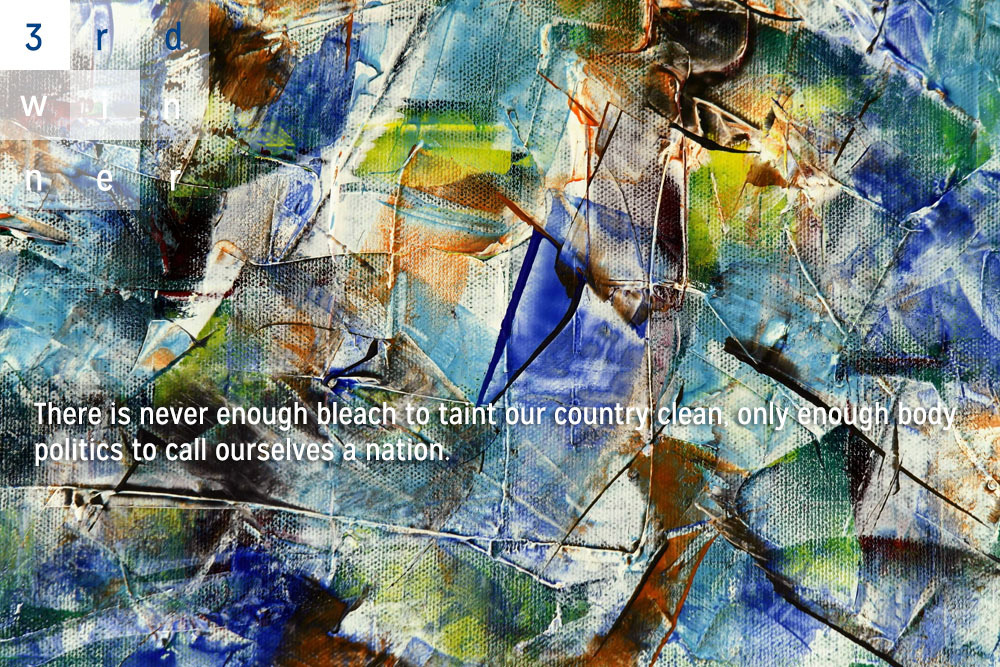 3 r d
w i n
n e r
There is never enough bleach to taint our country clean, only enough body
politics to call ourselves a nation.